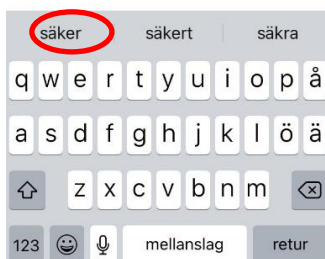 säker säkert säkra
q w e r t y u i o p å
a s d f g h j k l ö ä
z x c v b n m
123 mellanslag retur